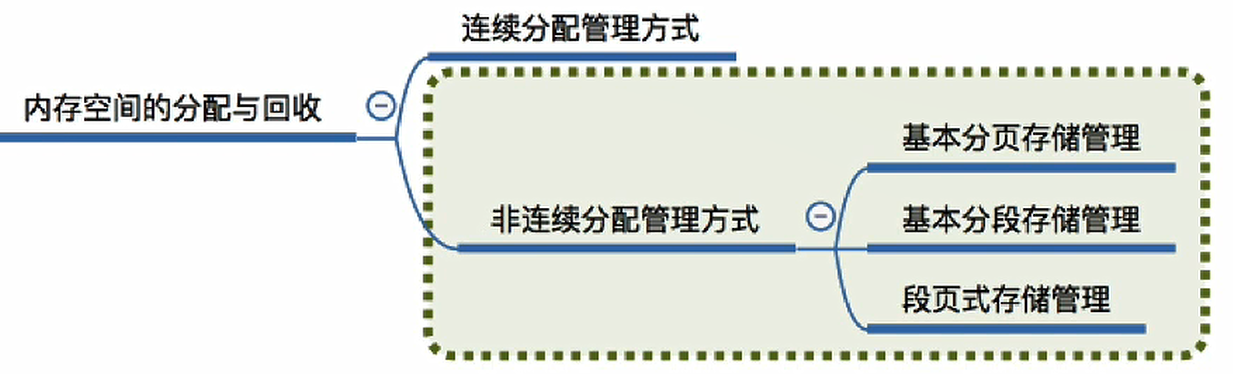 连续分配管理方式
内存空间的分配与回收
基本分页存储管理
非连续分配管理方式
基本分段存储管理
段页式存储管理